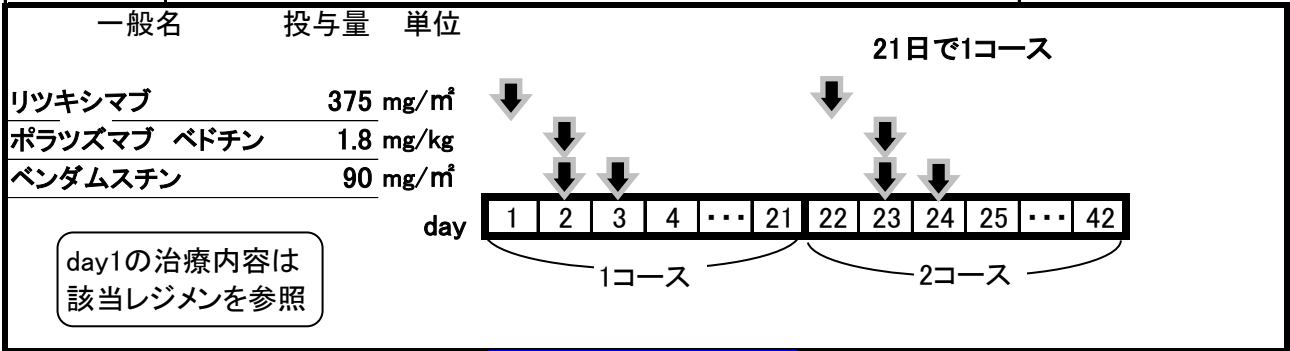 一般名 投与量 単位
21日で1コース
リツキシマブ 375 mg/㎡
ポラツズマブ ベドチン 1.8 mg/kg
ベンダムスチン 90 mg/㎡
day 1 2 3 4 ・・・ 21 22 23 24 25 ・・・ 42
1コース 2コース
day1の治療内容は
該当レジメンを参照